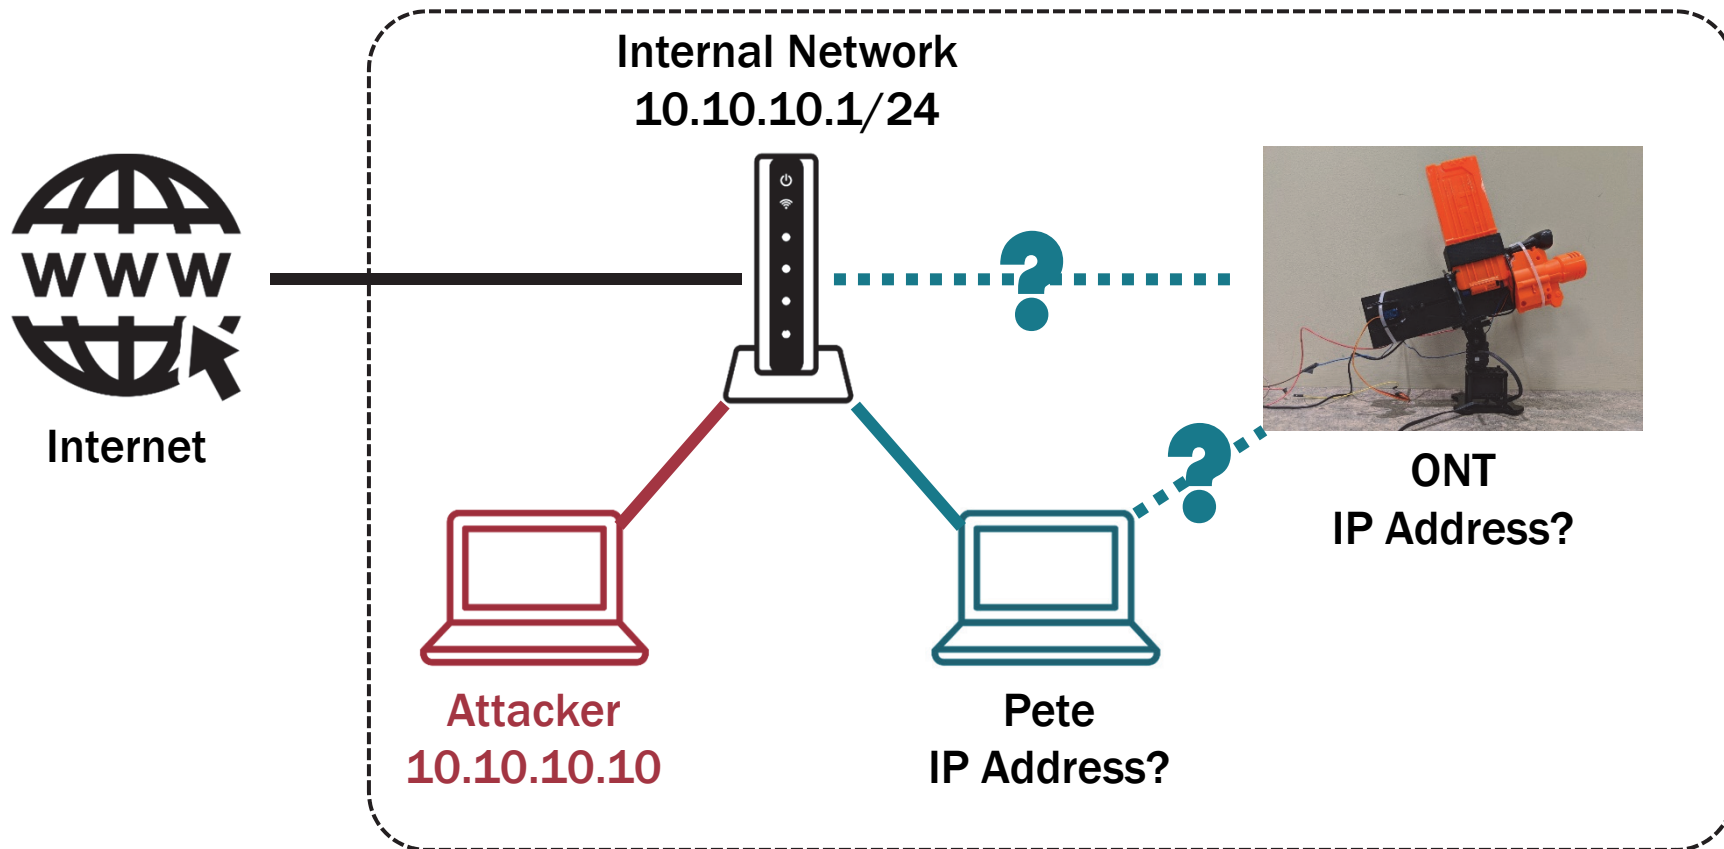 Internal Network
10.10.10.1/24
WWW
?
Internet
?
ONT
IP Address?
Attacker
10.10.10.10
Pete
IP Address?